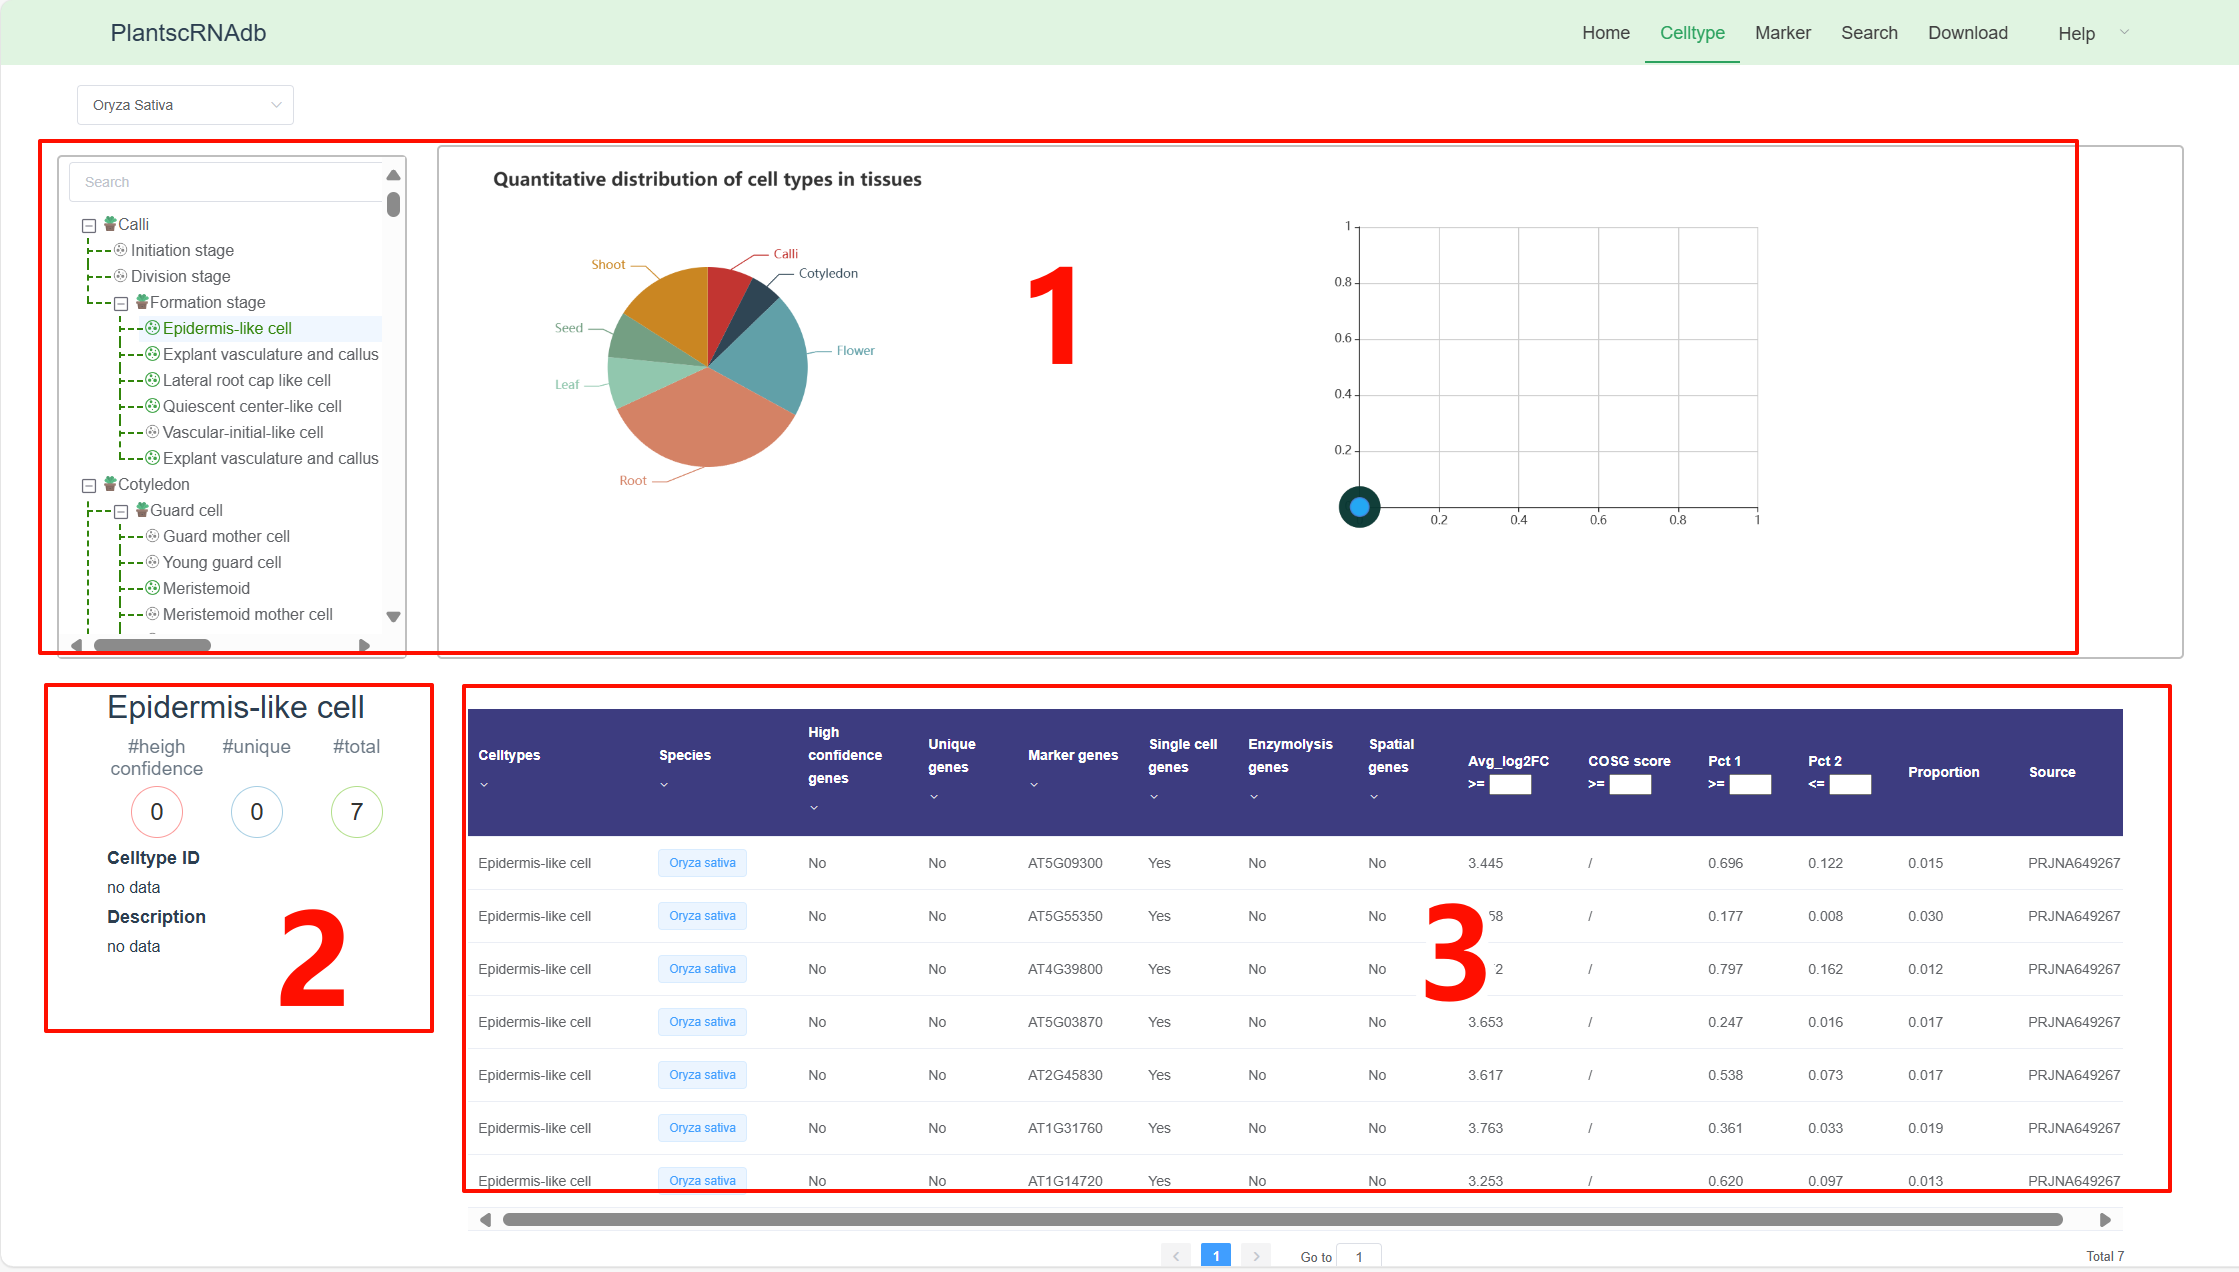 PlantscRNAdb
Home Celltype Marker Search Download Help
Oryza Sativa
Search
Calli
Initiation stage
Division stage
Formation stage
Epidermis-like cell
Explant vasculature and callus
Lateral root cap like cell
Quiescent center-like cell
Vascular-initial-like cell
Explant vasculature and callus
Cotyledon
Guard cell
Guard mother cell
Young guard cell
Meristemoid
Meristemoid mother cell
Quantitative distribution of cell types in tissues
Calli
Cotyledon
Flower
Root
Leaf
Seed
Shoot
1
1
0.8
0.6
0.4
0.2
0.2 0.4 0.6 0.8 1
Epidermis-like cell
#heigh confidence #unique #total
0 0 7
Celltype ID
no data
Description
no data
2
Celltypes Species High confidence genes Unique genes Marker genes Single cell genes Enzymolysis genes Spatial genes Avg_log2FC >= COSG score >= Pct 1 >= Pct 2 <= Proportion Source
Epidermis-like cell Oryza sativa No No AT5G09300 Yes No No 3.445 / 0.696 0.122 0.015 PRJNA649267
Epidermis-like cell Oryza sativa No No AT5G55350 Yes No No 58 / 0.177 0.008 0.030 PRJNA649267
Epidermis-like cell Oryza sativa No No AT4G39800 Yes No No 2 / 0.797 0.162 0.012 PRJNA649267
3
Epidermis-like cell Oryza sativa No No AT5G03870 Yes No No 3.653 / 0.247 0.016 0.017 PRJNA649267
Epidermis-like cell Oryza sativa No No AT2G45830 Yes No No 3.617 / 0.538 0.073 0.017 PRJNA649267
Epidermis-like cell Oryza sativa No No AT1G31760 Yes No No 3.763 / 0.361 0.033 0.019 PRJNA649267
Epidermis-like cell Oryza sativa No No AT1G14720 Yes No No 3.253 / 0.620 0.097 0.013 PRJNA649267
< 1 > Go to 1 Total 7